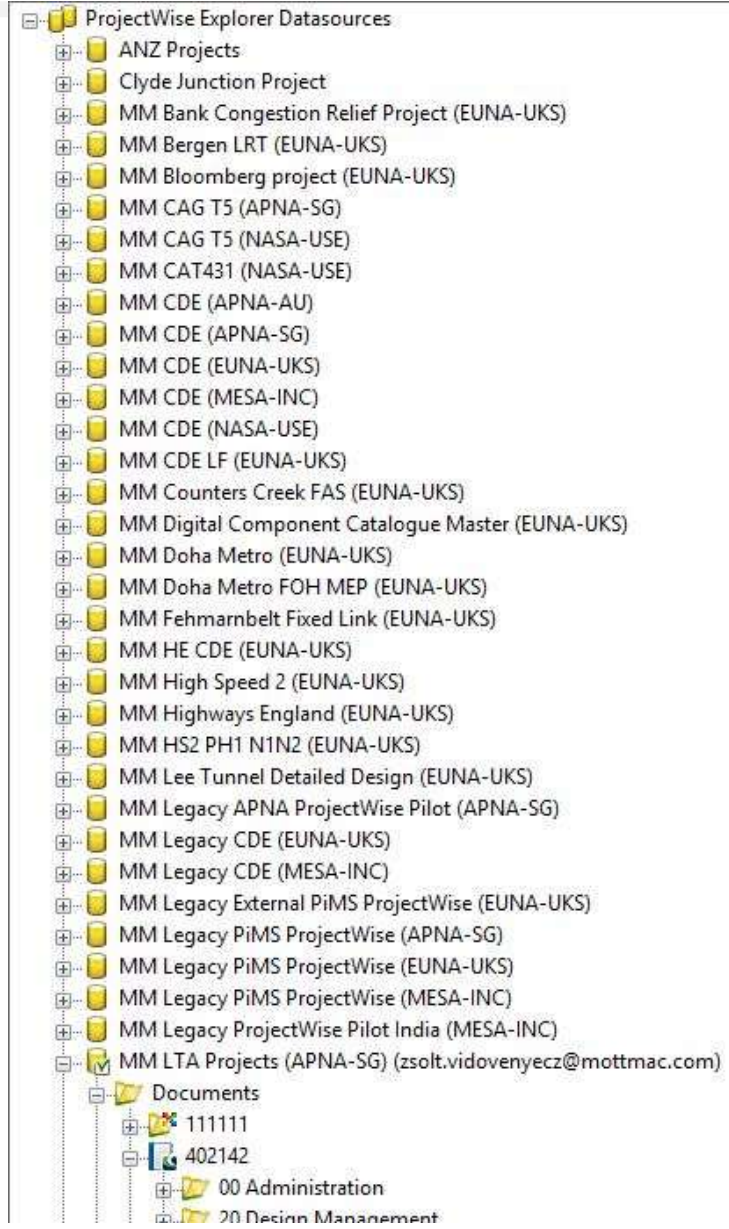 ProjectWise Explorer Datasources
ANZ Projects
Clyde Junction Project
MM Bank Congestion Relief Project (EUNA-UKS)
MM Bergen LRT (EUNA-UKS)
MM Bloomberg project (EUNA-UKS)
MM CAG T5 (APNA-SG)
MM CAG T5 (NASA-USE)
MM CAT431 (NASA-USE)
MM CDE (APNA-AU)
MM CDE (APNA-SG)
MM CDE (EUNA-UKS)
MM CDE (MESA-INC)
MM CDE (NASA-USE)
MM CDE LF (EUNA-UKS)
MM Counters Creek FAS (EUNA-UKS)
MM Digital Component Catalogue Master (EUNA-UKS)
MM Doha Metro (EUNA-UKS)
MM Doha Metro FOH MEP (EUNA-UKS)
MM Fehmarnbelt Fixed Link (EUNA-UKS)
MM HE CDE (EUNA-UKS)
MM High Speed 2 (EUNA-UKS)
MM Highways England (EUNA-UKS)
MM HS2 PH1 N1N2 (EUNA-UKS)
MM Lee Tunnel Detailed Design (EUNA-UKS)
MM Legacy APNA ProjectWise Pilot (APNA-SG)
MM Legacy CDE (EUNA-UKS)
MM Legacy CDE (MESA-INC)
MM Legacy External PiMS ProjectWise (EUNA-UKS)
MM Legacy PiMS ProjectWise (APNA-SG)
MM Legacy PiMS ProjectWise (EUNA-UKS)
MM Legacy PiMS ProjectWise (MESA-INC)
MM Legacy ProjectWise Pilot India (MESA-INC)
MM LTA Projects (APNA-SG) (zsolt.vidovenyecz@mottmac.com)
Documents
111111
402142
00 Administration
20 Design Management